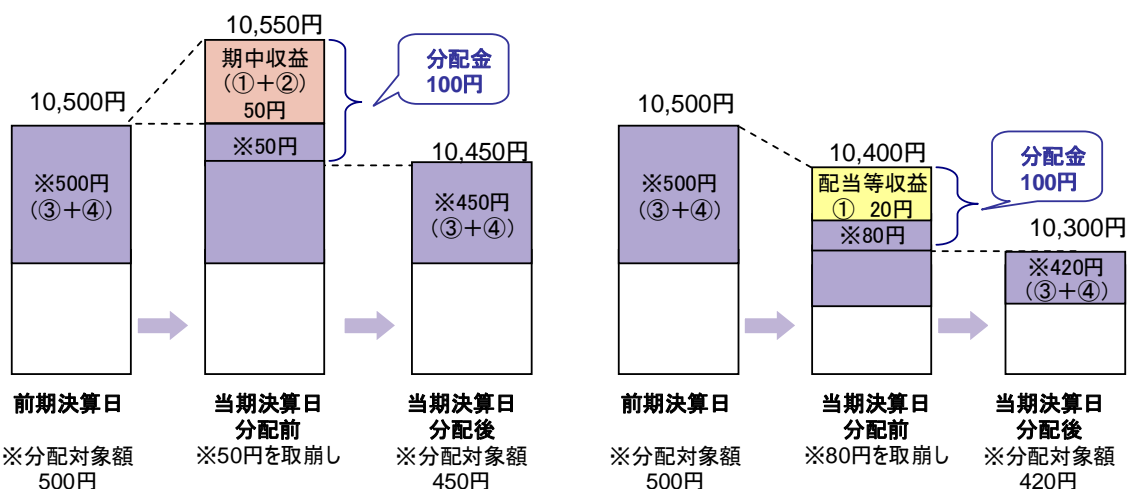 10,550円
期中収益
(①+②)
50円
分配金
100円
10,500円
※50円
10,450円
※500円
(③+④)
※450円
(③+④)
前期決算日
当期決算日
分配前
当期決算日
分配後
※分配対象額
500円
※50円を取崩し
※分配対象額
450円
10,500円
10,400円
分配金
100円
※500円
(③+④)
配当等収益
① 20円
※80円
10,300円
※420円
(③+④)
前期決算日
当期決算日
分配前
当期決算日
分配後
※分配対象額
500円
※80円を取崩し
※分配対象額
420円